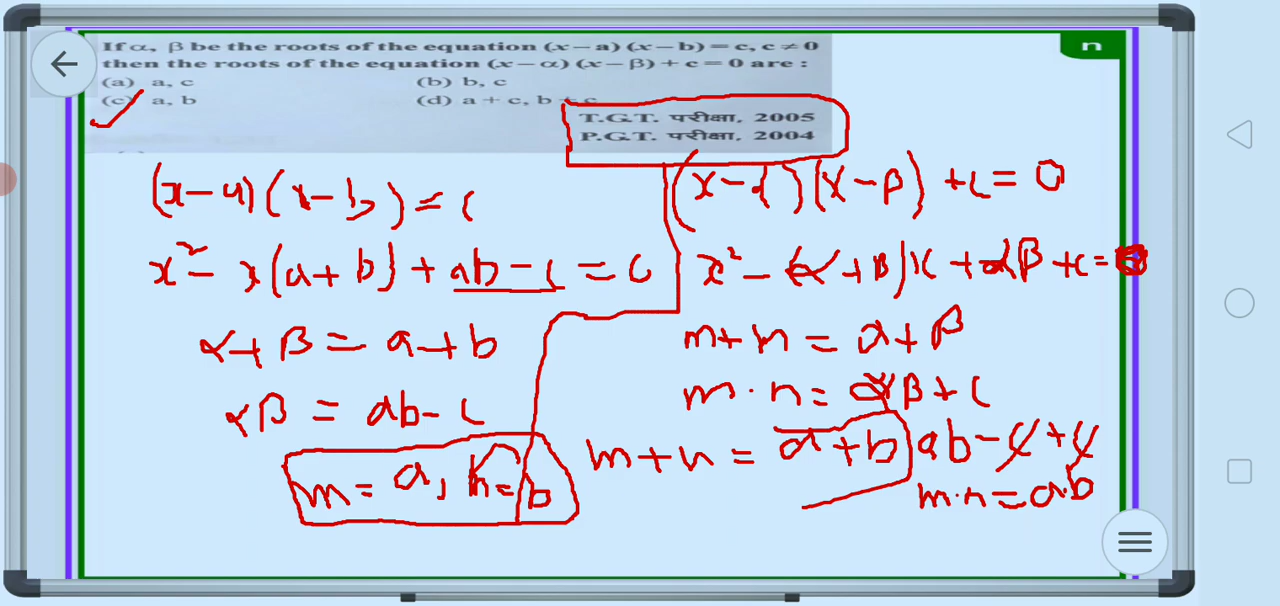 If α, β be the roots of the equation (x − a) (x − b) = c, c ≠ 0
then the roots of the equation (x − α) (x − β) + c = 0 are :
(a) a, c (b) b, c
(c) a, b (d) a + c, b + c
T.G.T. परीक्षा, 2005
P.G.T. परीक्षा, 2004
n
(x-a)(x-b) = c
x² - x(a+b) + ab - c = 0
α+β = a+b
αβ = ab - c
m = a, n = b
(x-α)(x-β) + c = 0
x² - (α+β)x + αβ + c = 0
m+n = α+β
m·n = αβ + c
m+n = a+b
ab - c + c
m·n = a·b